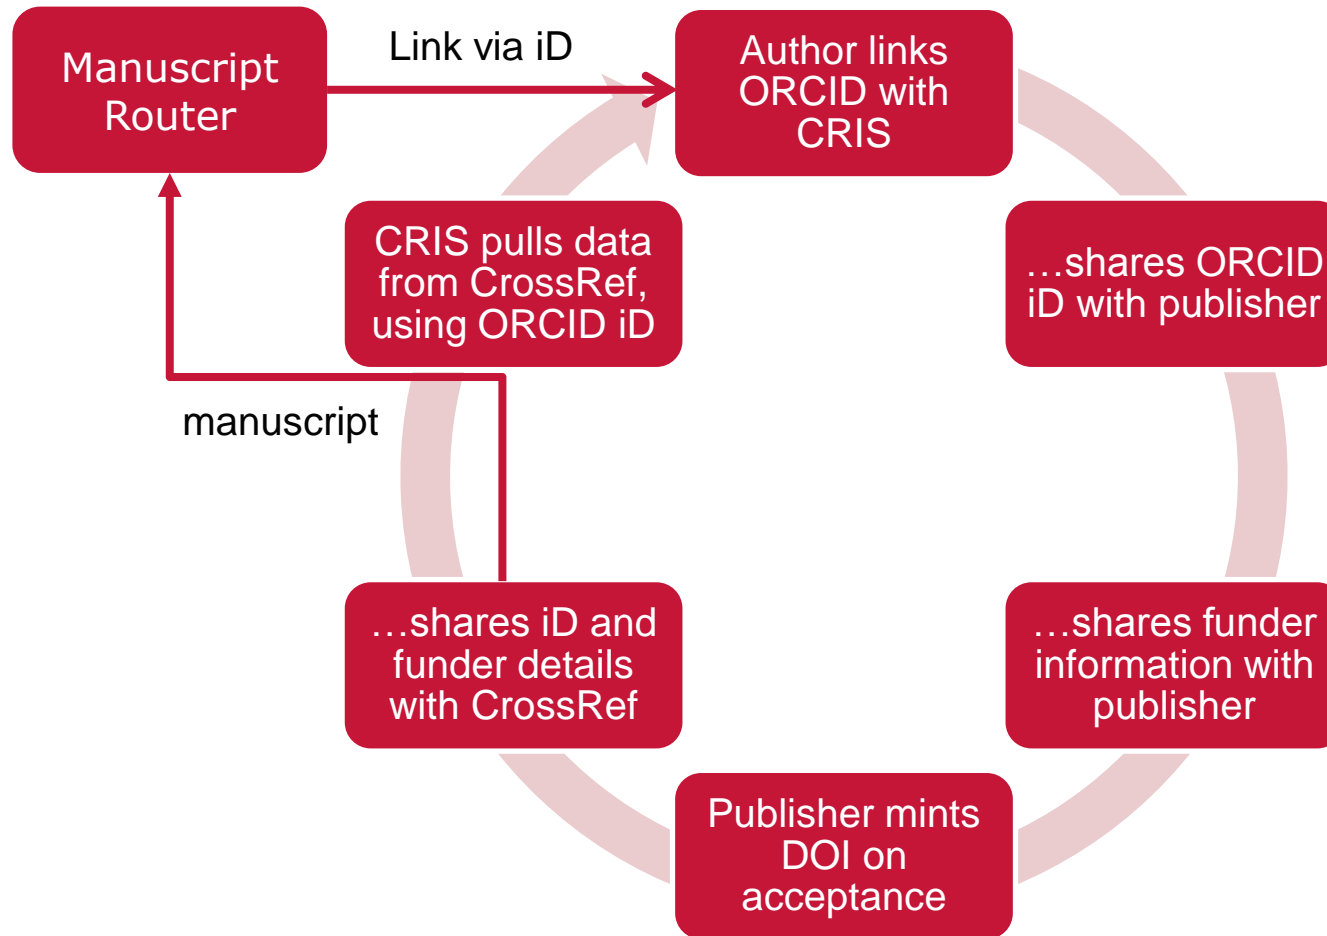 Manuscript
Router
Link via iD
Author links
ORCID with
CRIS
…shares ORCID
iD with publisher
…shares funder
information with
publisher
Publisher mints
DOI on
acceptance
…shares iD and
funder details
with CrossRef
CRIS pulls data
from CrossRef,
using ORCID iD
manuscript